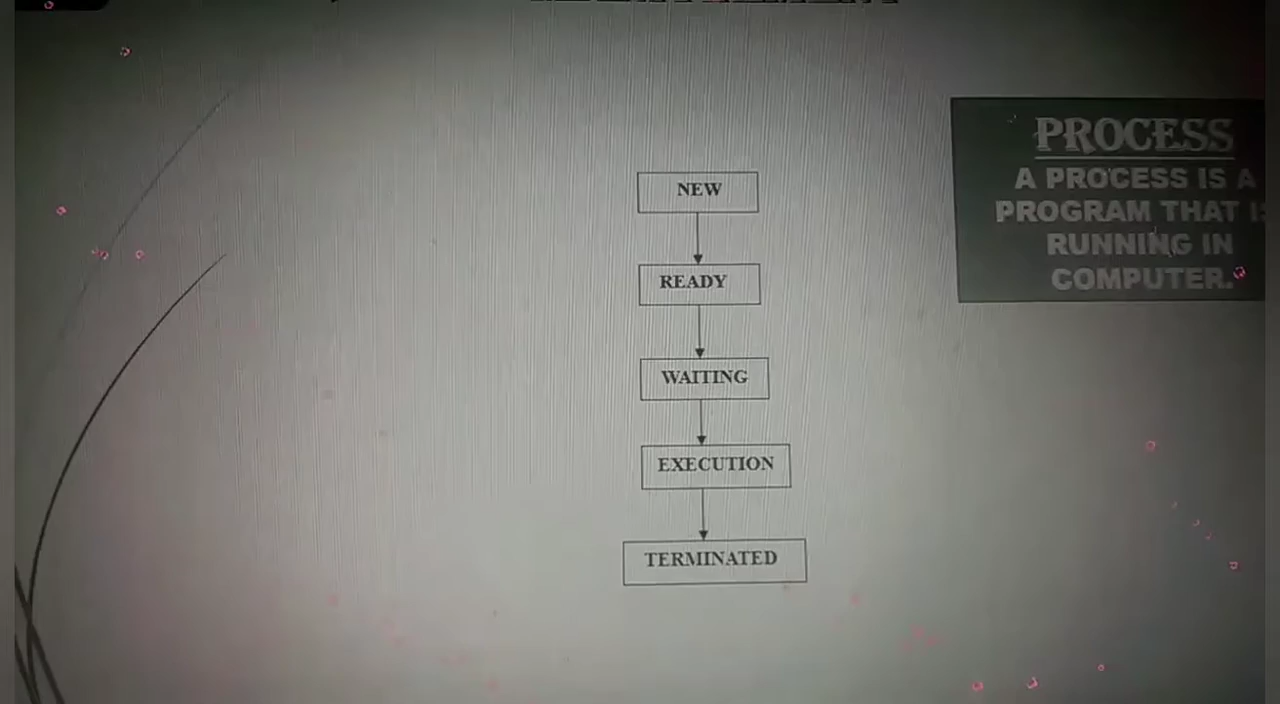 NEW
READY
WAITING
EXECUTION
TERMINATED
PROCESS
A PROCESS IS A
PROGRAM THAT
RUNNING IN
COMPUTER.